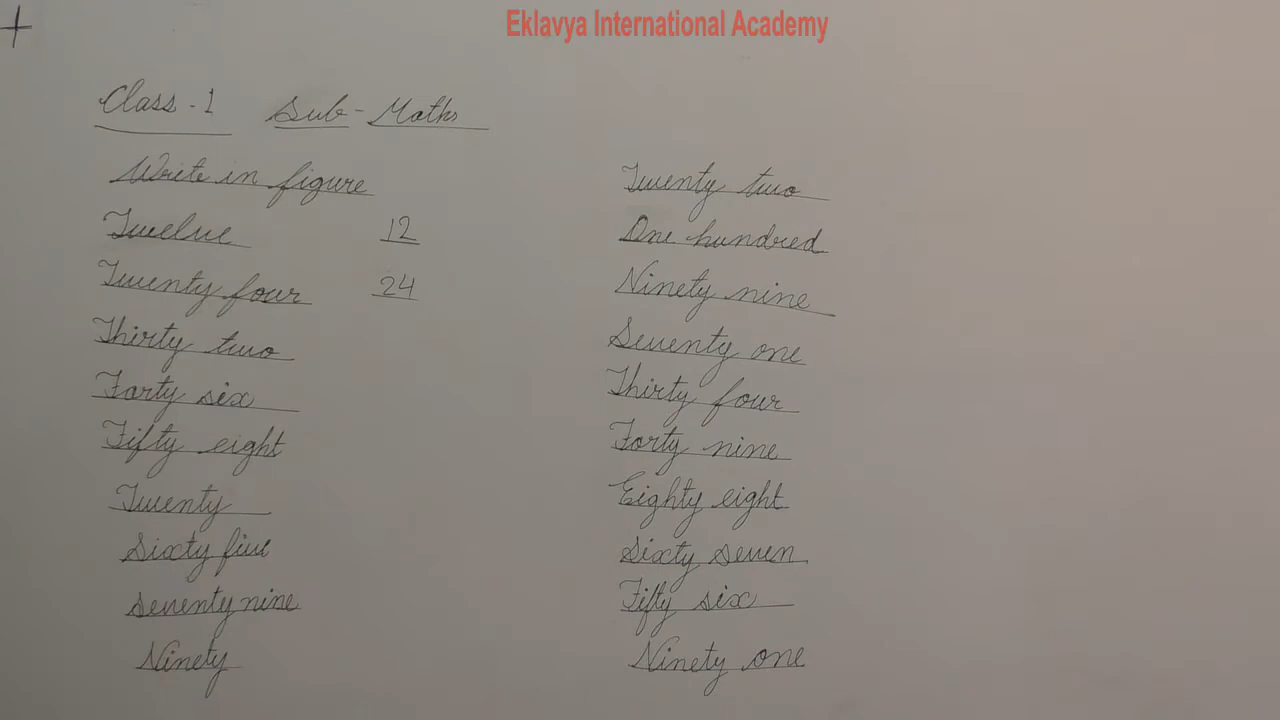 Eklavya International Academy
Class-1 Sub-Maths
Write in figure
Twelve 12
Twenty four 24
Thirty two
Forty six
Fifty eight
Twenty
Sixty five
Seventy nine
Ninety
Twenty two
One hundred
Ninety nine
Seventy one
Thirty four
Forty nine
Eighty eight
Sixty seven
Fifty six
Ninety one